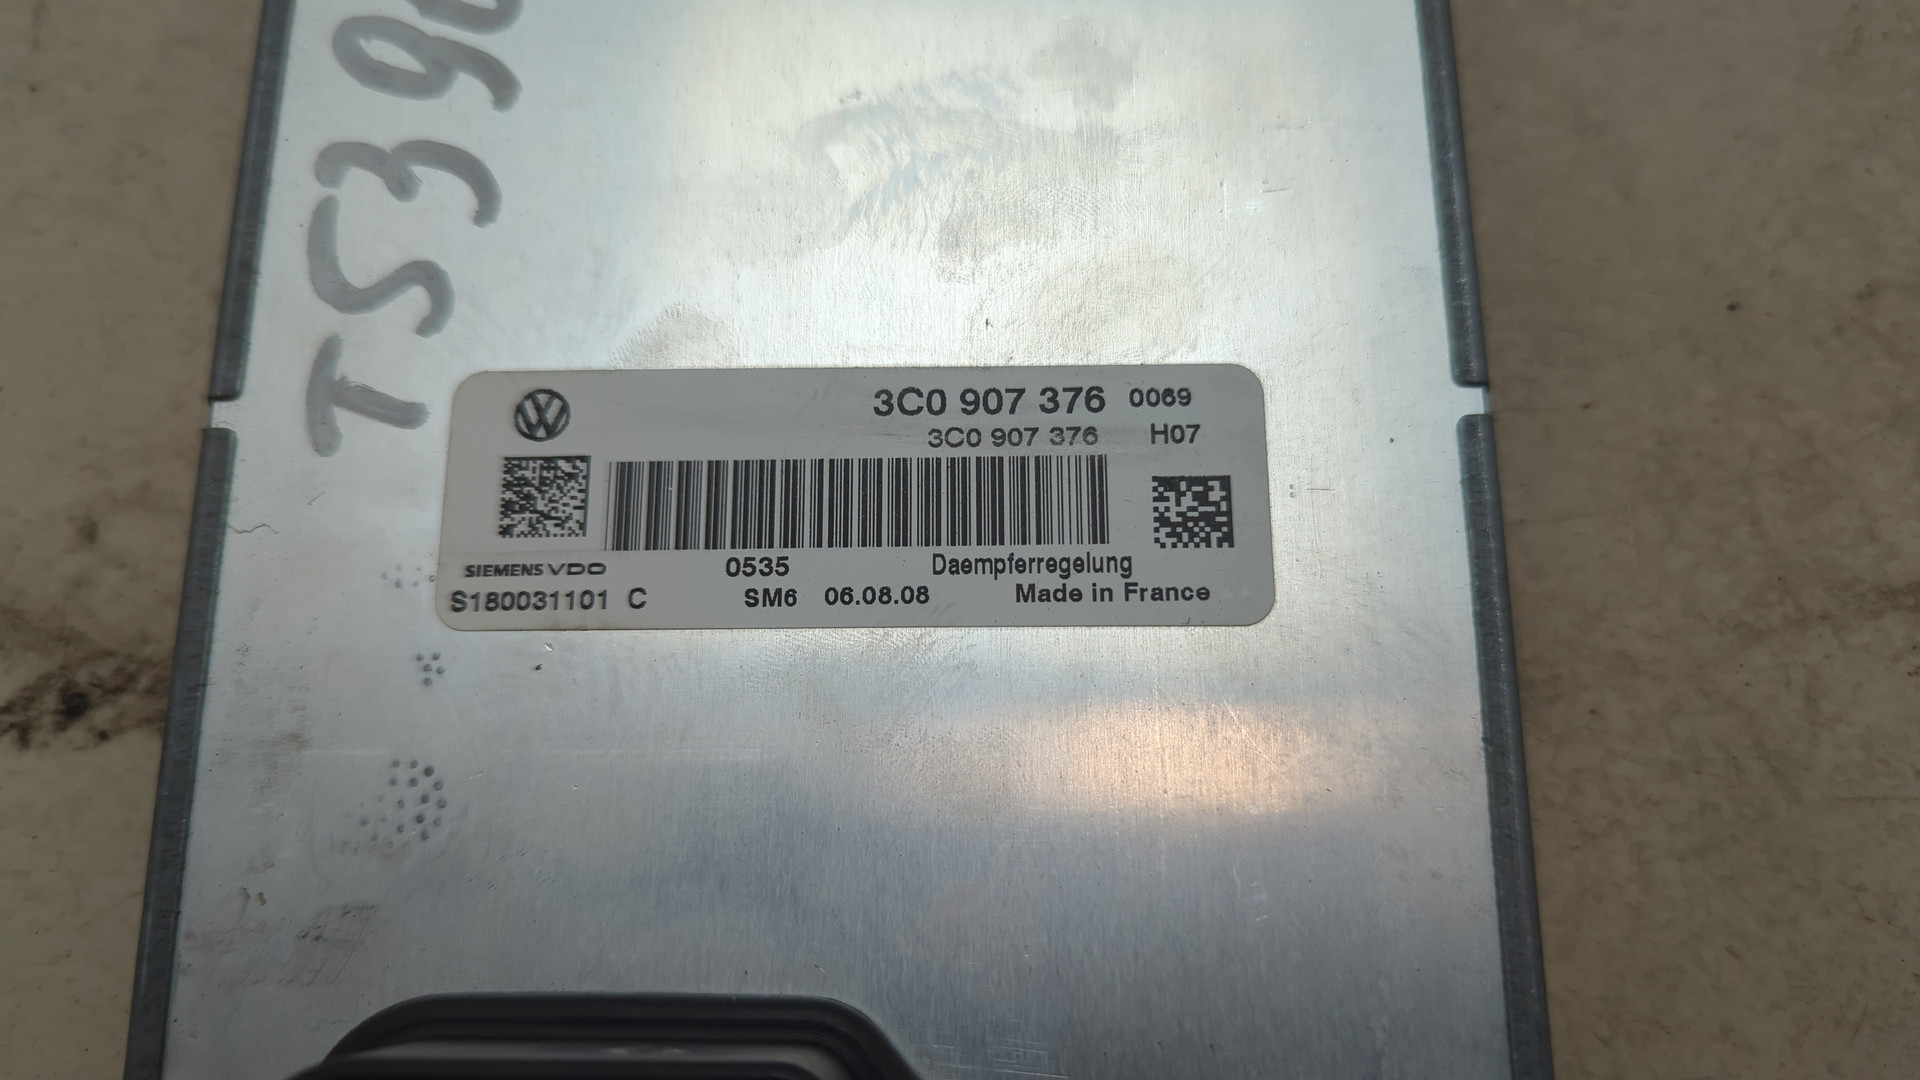 TS39
3C0 907 376 0069
3C0 907 376 H07
SIEMENS VDO 0535 Daempferregelung
S180031101 C SM6 06.08.08 Made in France